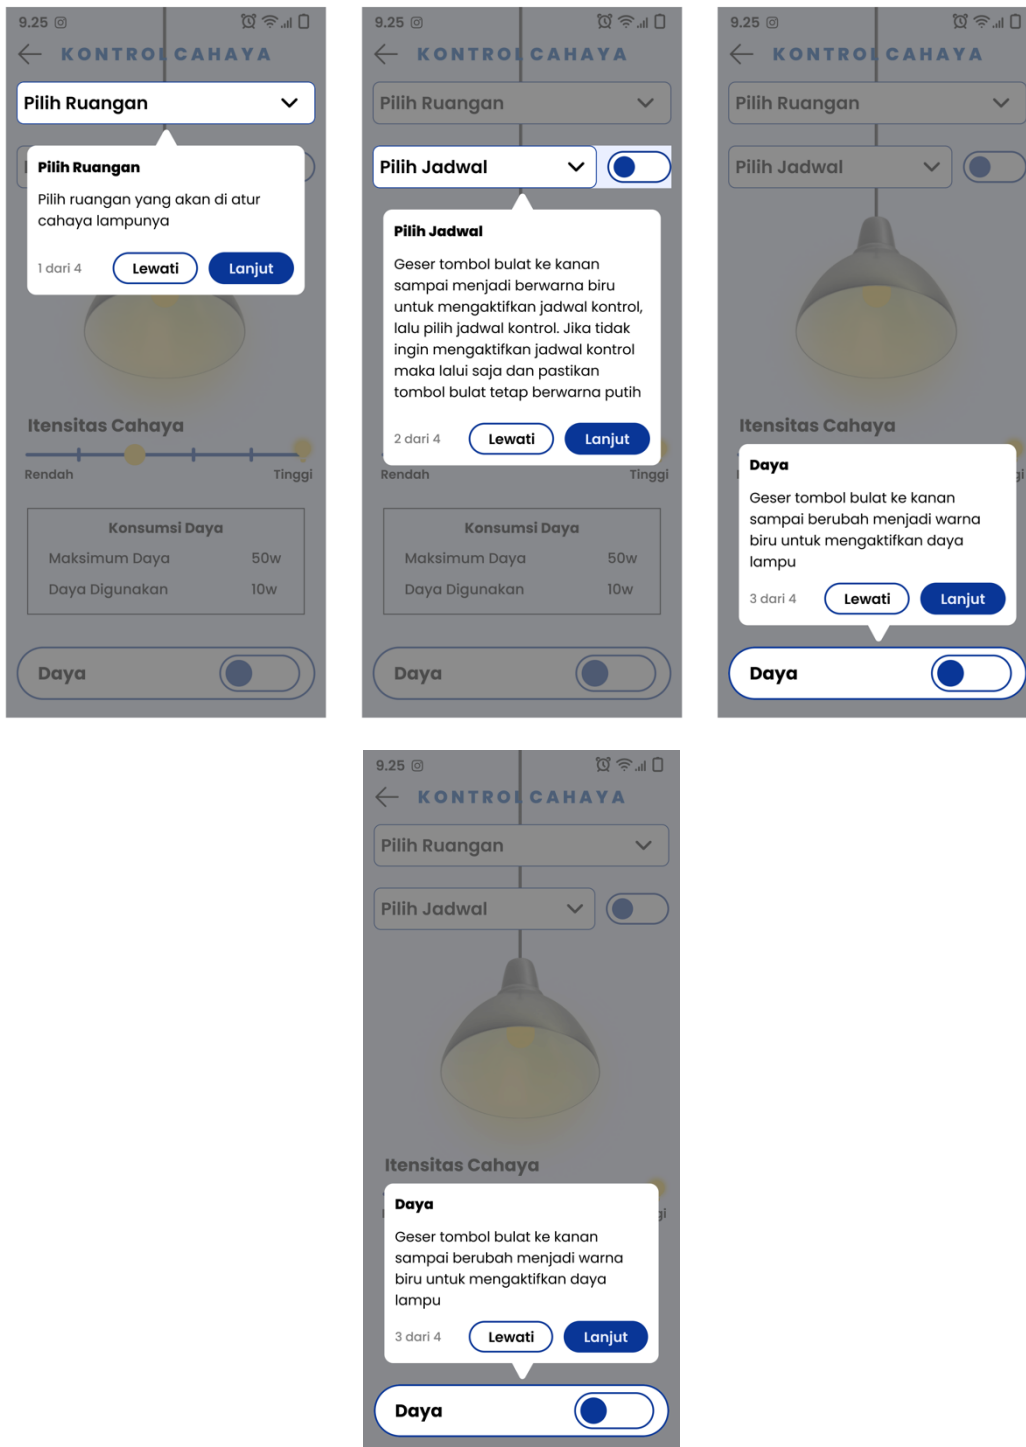 9.25
KONTROL CAHAYA
Pilih Ruangan
Pilih Ruangan
Pilih ruangan yang akan di atur
cahaya lampunya
1 dari 4 Lewati Lanjut
Itensitas Cahaya
Rendah Tinggi
Konsumsi Daya
Maksimum Daya 50w
Daya Digunakan 10w
Daya
9.25
KONTROL CAHAYA
Pilih Ruangan
Pilih Jadwal
Pilih Jadwal
Geser tombol bulat ke kanan
sampai menjadi berwarna biru
untuk mengaktifkan jadwal kontrol,
lalu pilih jadwal kontrol. Jika tidak
ingin mengaktifkan jadwal kontrol
maka lalui saja dan pastikan
tombol bulat tetap berwarna putih
2 dari 4 Lewati Lanjut
Rendah Tinggi
Konsumsi Daya
Maksimum Daya 50w
Daya Digunakan 10w
Daya
9.25
KONTROL CAHAYA
Pilih Ruangan
Pilih Jadwal
Itensitas Cahaya
Daya
Geser tombol bulat ke kanan
sampai berubah menjadi warna
biru untuk mengaktifkan daya
lampu
3 dari 4 Lewati Lanjut
Daya
9.25
KONTROL CAHAYA
Pilih Ruangan
Pilih Jadwal
Itensitas Cahaya
Daya
Geser tombol bulat ke kanan
sampai berubah menjadi warna
biru untuk mengaktifkan daya
lampu
3 dari 4 Lewati Lanjut
Daya